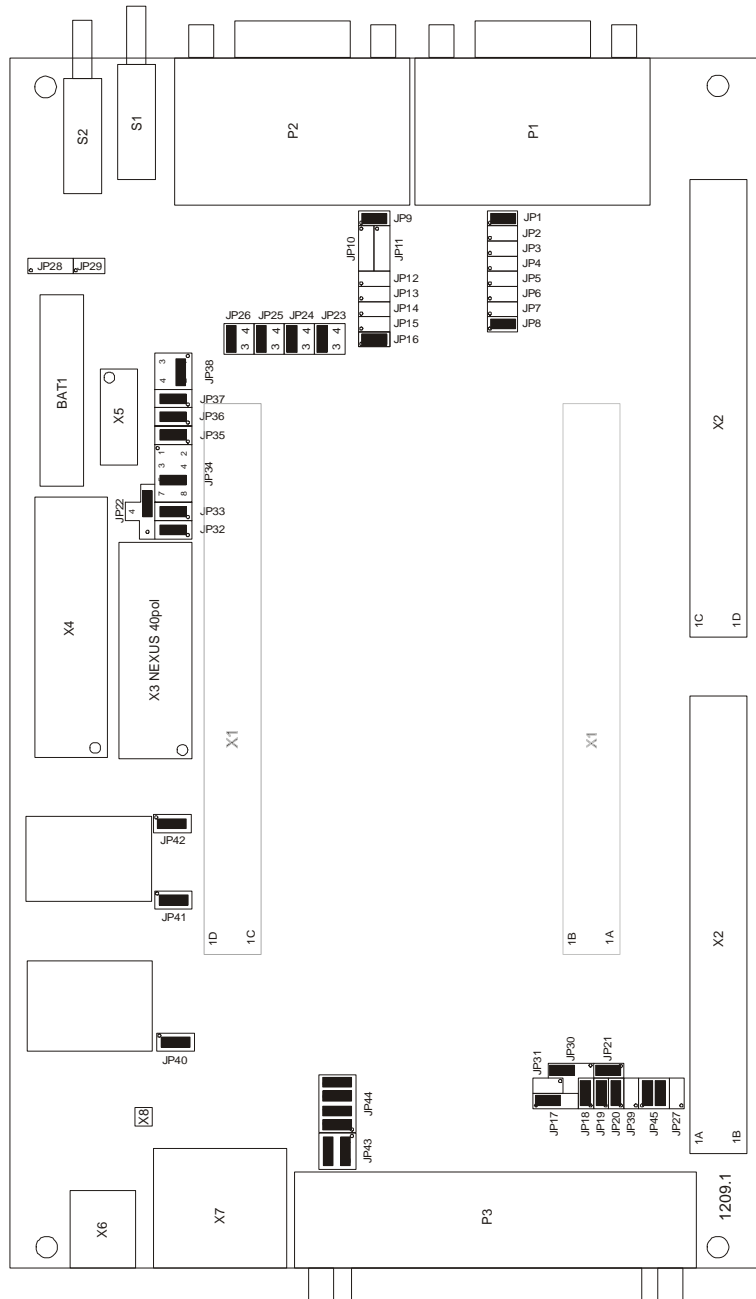 S2
S1
P2
P1
JP9
JP10
JP11
JP12
JP13
JP14
JP15
JP16
JP1
JP2
JP3
JP4
JP5
JP6
JP7
JP8
JP28
JP29
JP26
JP25
JP24
JP23
3 4
3 4
3 4
3 4
BAT1
X5
4 3
JP38
JP37
JP36
JP35
1 2
3 4
7 8
JP34
JP22
4
JP33
JP32
X4
X3 NEXUS 40pol
X1
1D
1C
X1
1B
1A
X2
1C
1D
X2
1A
1B
JP42
JP41
JP40
JP31
JP30
JP21
JP17
JP18
JP19
JP20
JP39
JP45
JP27
JP44
JP43
X8
X6
X7
P3
1209.1